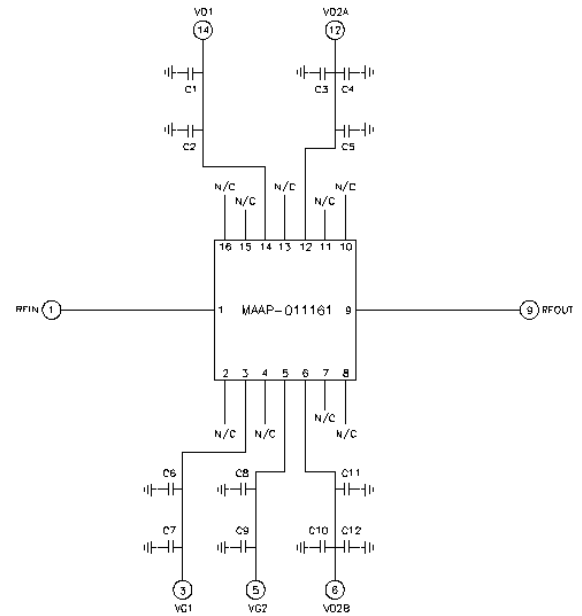 VD1 VD2A
14 12
C1 C3 C4
C2 C5
N/C N/C N/C N/C N/C
16 15 14 13 12 11 10
RFIN 1 1 MAAP-011161 9 9 RFOUT
2 3 4 5 6 7 8
N/C N/C N/C N/C
C6 C8 C11
C7 C9 C10 C12
3 5 6
VG1 VG2 VD2B